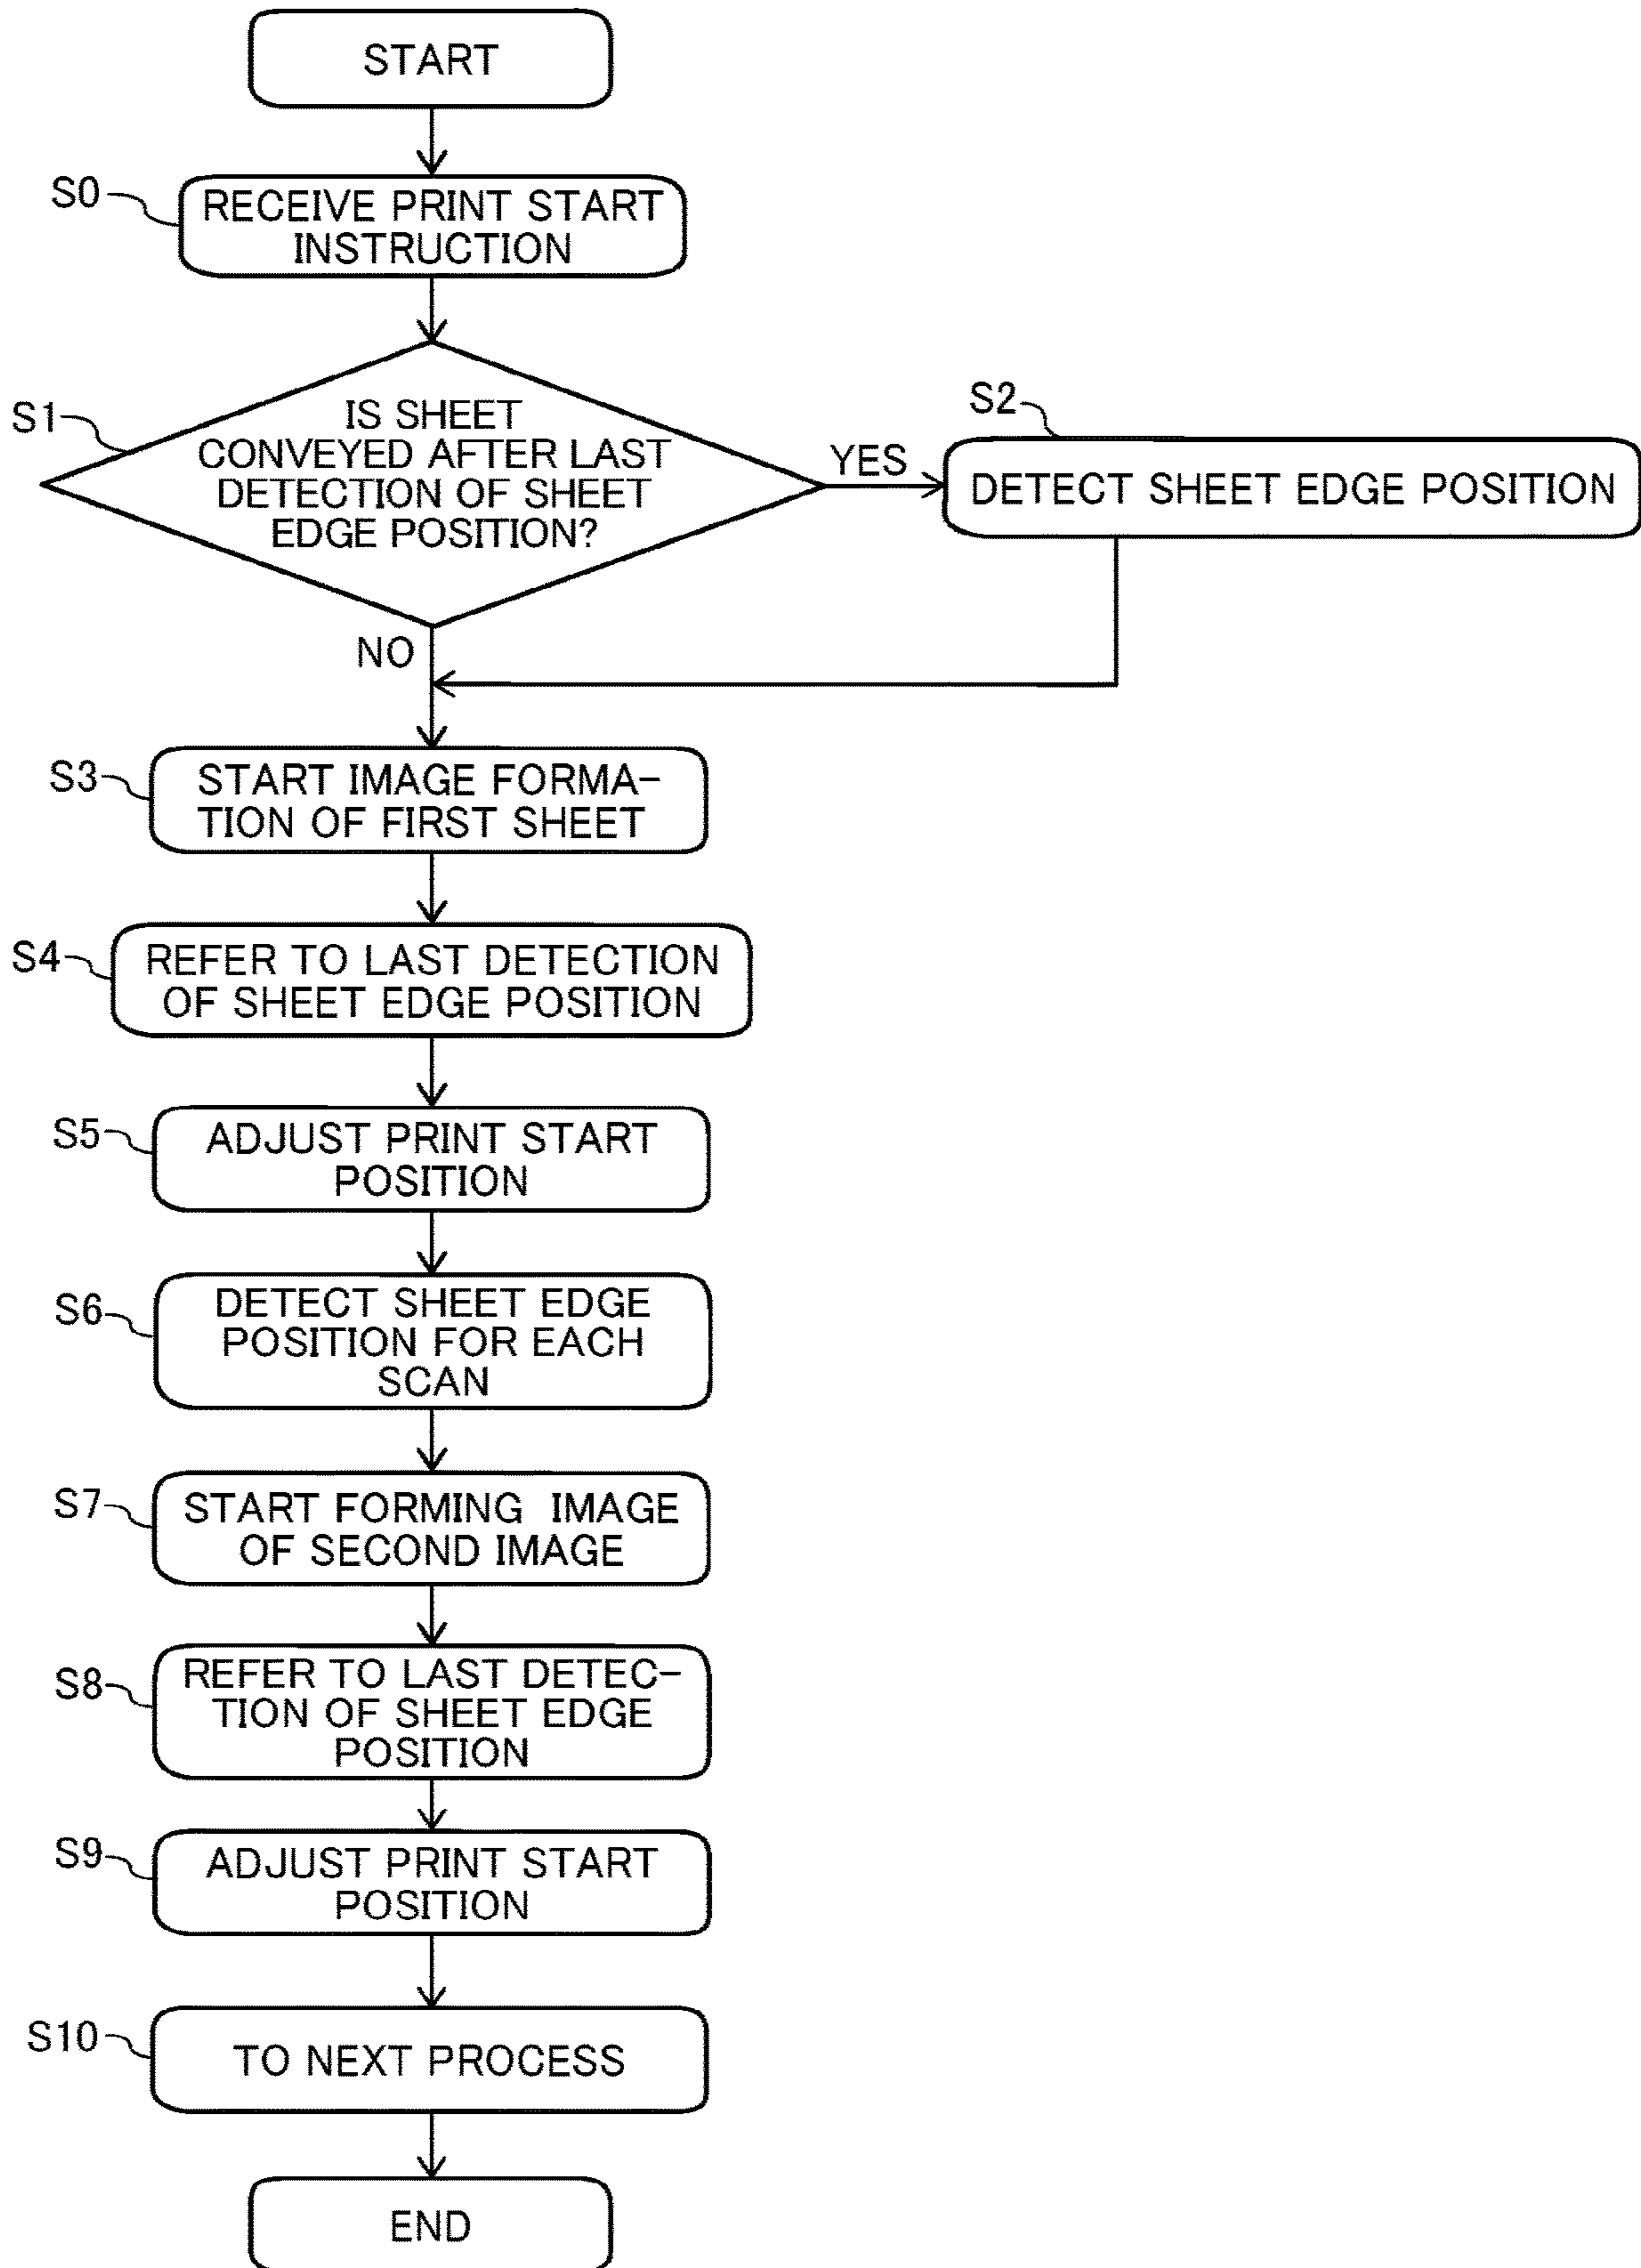 START
S0
RECEIVE PRINT START
INSTRUCTION
S1
IS SHEET
CONVEYED AFTER LAST
DETECTION OF SHEET
EDGE POSITION?
YES
S2
DETECT SHEET EDGE POSITION
NO
S3
START IMAGE FORMA-
TION OF FIRST SHEET
S4
REFER TO LAST DETECTION
OF SHEET EDGE POSITION
S5
ADJUST PRINT START
POSITION
S6
DETECT SHEET EDGE
POSITION FOR EACH
SCAN
S7
START FORMING IMAGE
OF SECOND IMAGE
S8
REFER TO LAST DETEC-
TION OF SHEET EDGE
POSITION
S9
ADJUST PRINT START
POSITION
S10
TO NEXT PROCESS
END